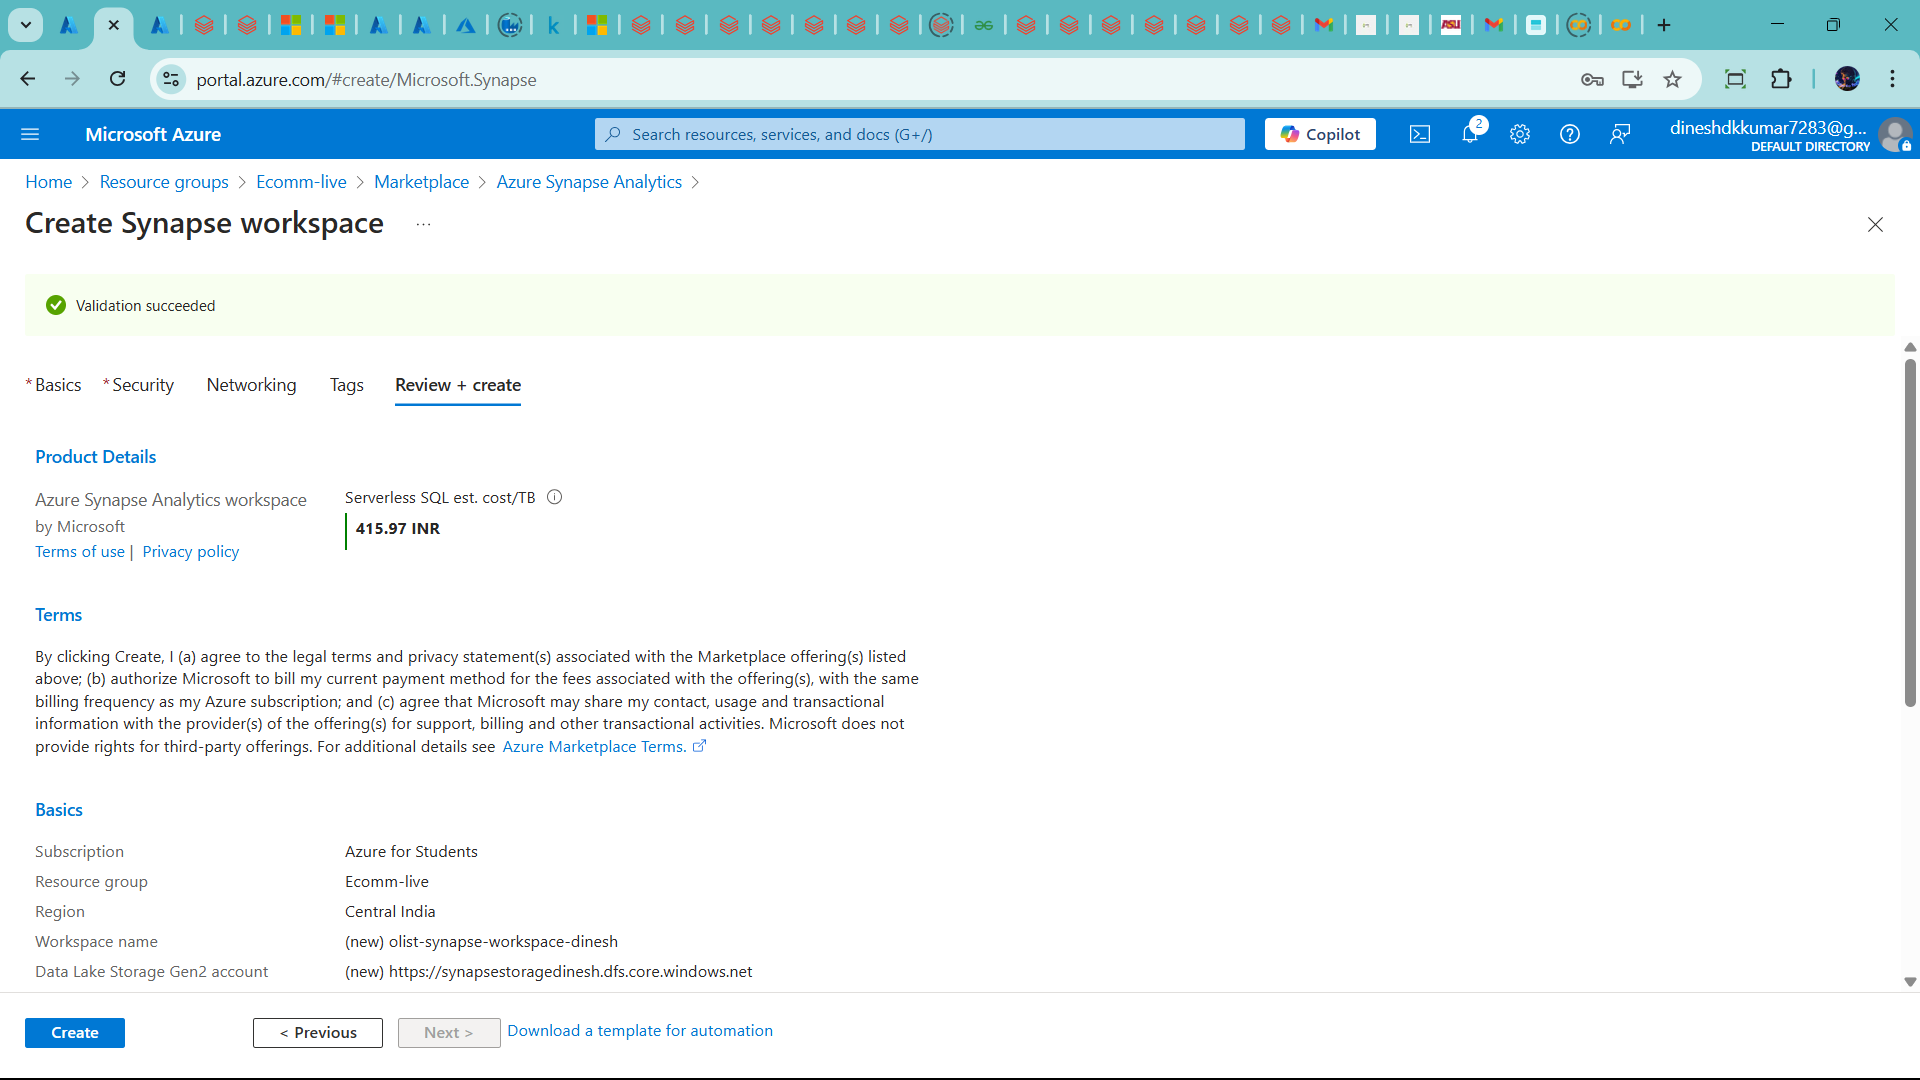 portal.azure.com/#create/Microsoft.Synapse
Microsoft Azure
Search resources, services, and docs (G+/)
Copilot
2
dineshdkkumar7283@g...
DEFAULT DIRECTORY
Home > Resource groups > Ecomm-live > Marketplace > Azure Synapse Analytics >
Create Synapse workspace ...
Validation succeeded
* Basics * Security Networking Tags Review + create
Product Details
Azure Synapse Analytics workspace
by Microsoft
Terms of use | Privacy policy
Serverless SQL est. cost/TB
415.97 INR
Terms
By clicking Create, I (a) agree to the legal terms and privacy statement(s) associated with the Marketplace offering(s) listed
above; (b) authorize Microsoft to bill my current payment method for the fees associated with the offering(s), with the same
billing frequency as my Azure subscription; and (c) agree that Microsoft may share my contact, usage and transactional
information with the provider(s) of the offering(s) for support, billing and other transactional activities. Microsoft does not
provide rights for third-party offerings. For additional details see Azure Marketplace Terms.
Basics
Subscription Azure for Students
Resource group Ecomm-live
Region Central India
Workspace name (new) olist-synapse-workspace-dinesh
Data Lake Storage Gen2 account (new) https://synapsestoragedinesh.dfs.core.windows.net
Create < Previous Next > Download a template for automation